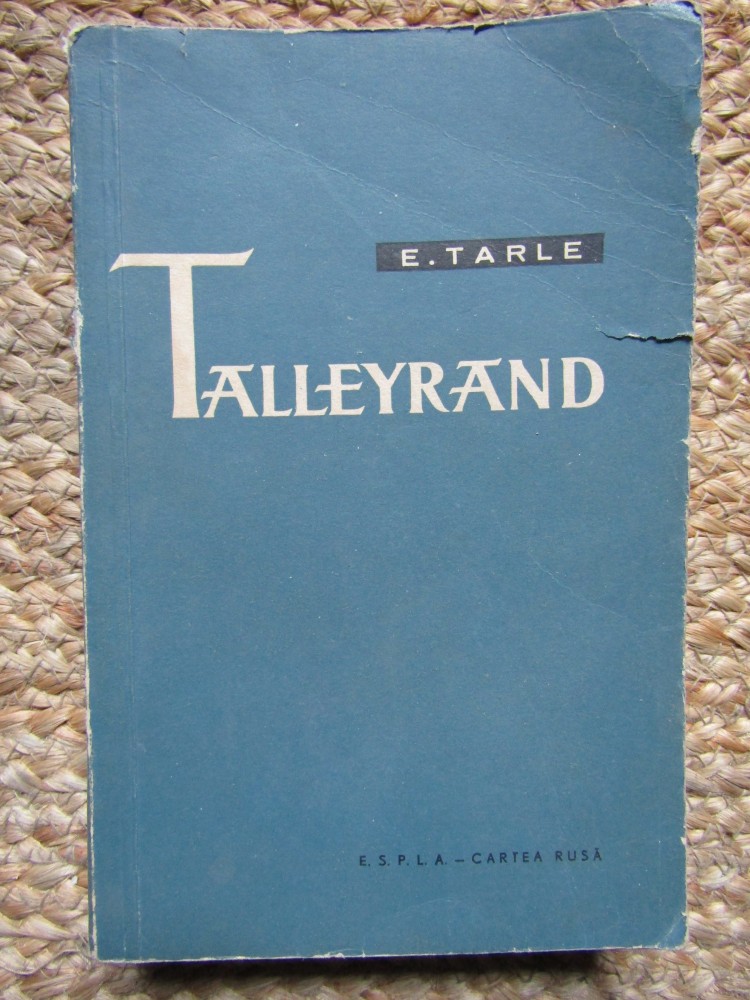 E. TARLE
TALLEYRAND
E. S. P. L. A. – CARTEA RUSĂ